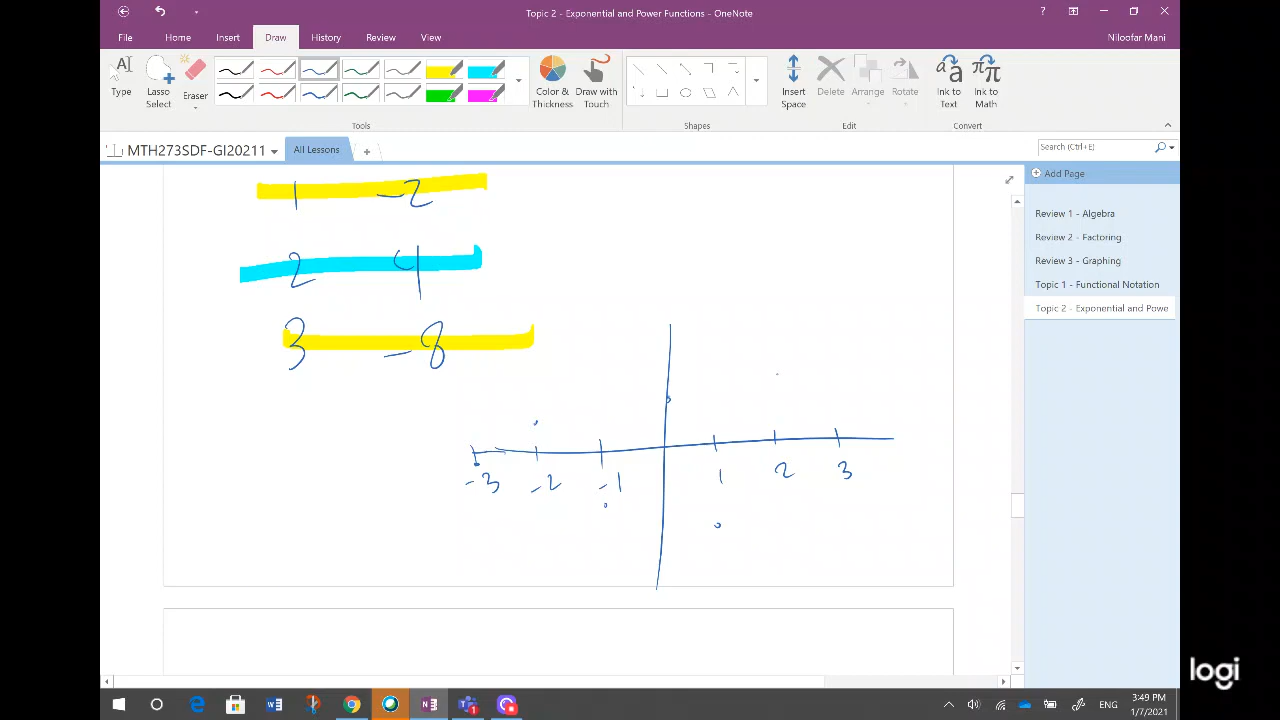 Topic 2 - Exponential and Power Functions - OneNote
File Home Insert Draw History Review View
Niloofar Mani
Type
Lasso
Select
Eraser
Color &
Thickness
Draw with
Touch
Insert
Space
Delete
Arrange
Rotate
Ink to
Text
Ink to
Math
Tools
Shapes
Edit
Convert
MTH273SDF-GI20211
All Lessons
Search (Ctrl+E)
Add Page
Review 1 - Algebra
Review 2 - Factoring
Review 3 - Graphing
Topic 1 - Functional Notation
Topic 2 - Exponential and Powe
1 -2
2 4
3 -8
-3 -2 -1 1 2 3
logi
ENG
3:49 PM
1/7/2021